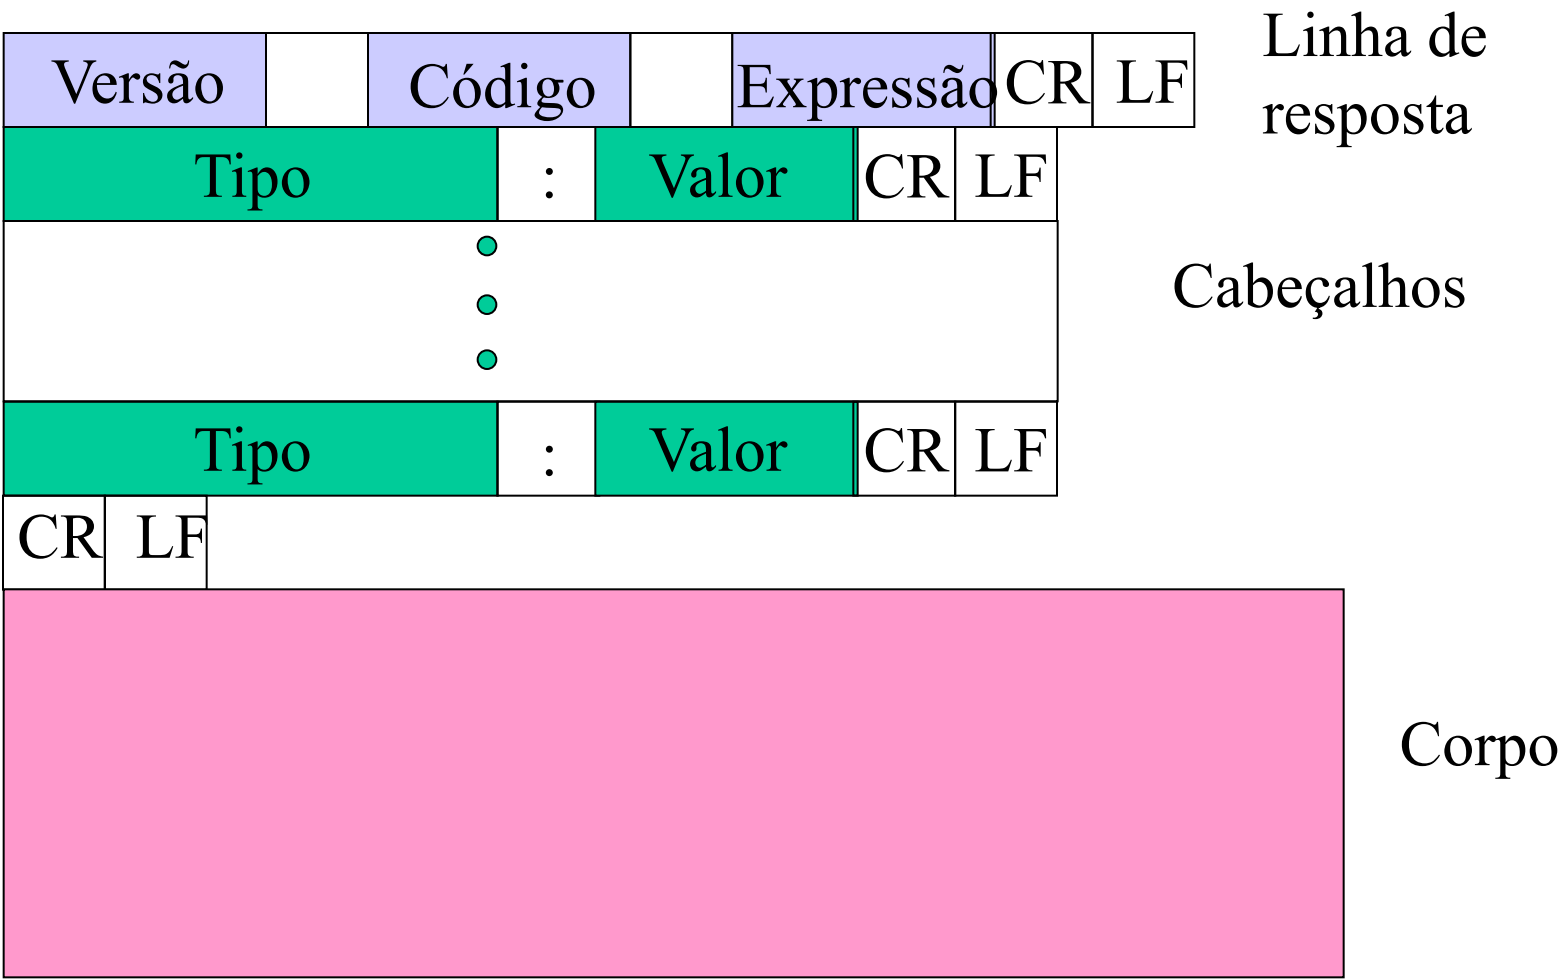 Versão Código Expressão CR LF
Linha de
resposta
Tipo : Valor CR LF
Cabeçalhos
Tipo : Valor CR LF
CR LF
Corpo